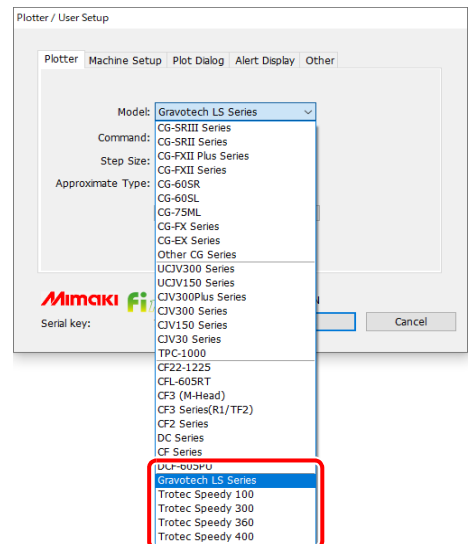 Plotter / User Setup
Plotter Machine Setup Plot Dialog Alert Display Other
Model: Gravotech LS Series
Command:
Step Size:
Approximate Type:
CG-SRIII Series
CG-SRII Series
CG-FXII Plus Series
CG-FXII Series
CG-60SR
CG-60SL
CG-75ML
CG-FX Series
CG-EX Series
Other CG Series
UCJV300 Series
UCJV150 Series
CJV300Plus Series
CJV300 Series
CJV150 Series
CJV30 Series
TPC-1000
CF22-1225
CFL-605RT
CF3 (M-Head)
CF3 Series(R1/TF2)
CF2 Series
DC Series
CF Series
DCF-605PU
Gravotech LS Series
Trotec Speedy 100
Trotec Speedy 300
Trotec Speedy 360
Trotec Speedy 400
Mimaki
Serial key:
Cancel